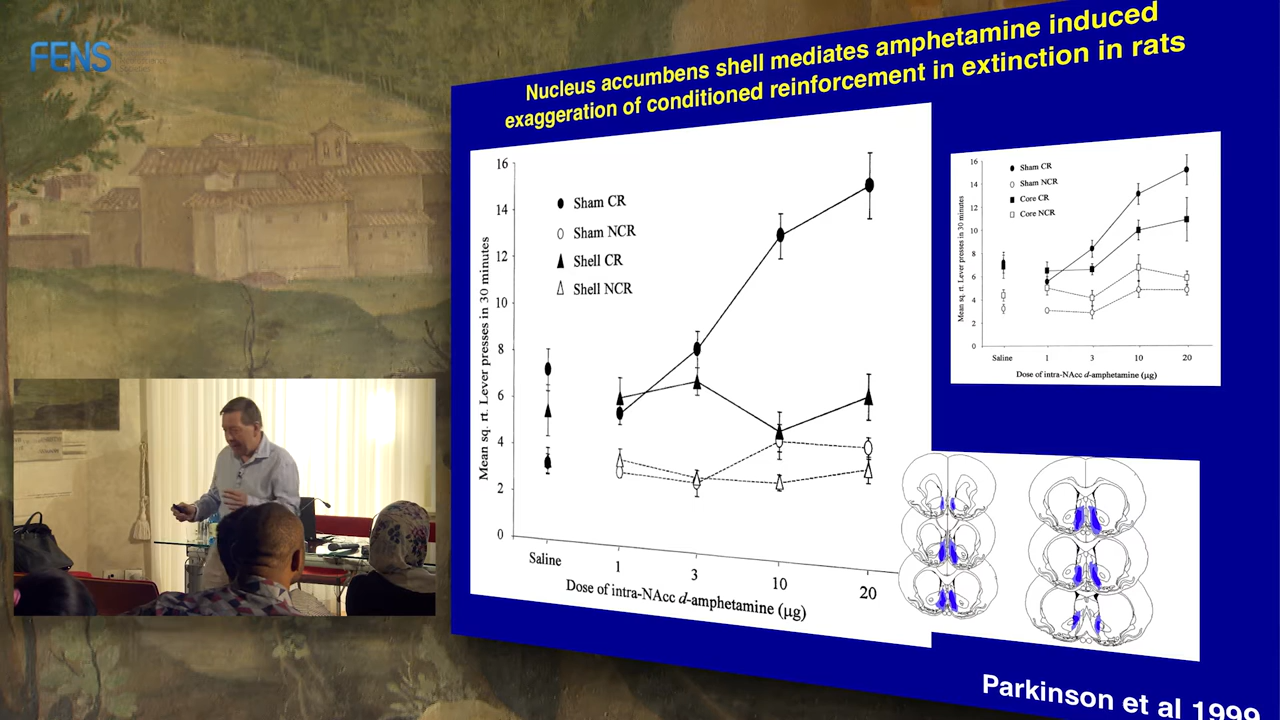 FENS
Nucleus accumbens shell mediates amphetamine induced
exaggeration of conditioned reinforcement in extinction in rats
Mean sq. rt. Lever presses in 30 minutes
16
14
12
10
8
6
4
2
0
Sham CR
Sham NCR
Shell CR
Shell NCR
Saline
1
3
10
20
Dose of intra-NAcc d-amphetamine (µg)
Mean sq. rt. Lever presses in 30 minutes
16
14
12
10
8
6
4
2
0
Sham CR
Sham NCR
Core CR
Core NCR
Saline
1
3
10
20
Dose of intra-NAcc d-amphetamine (µg)
Parkinson et al 1999